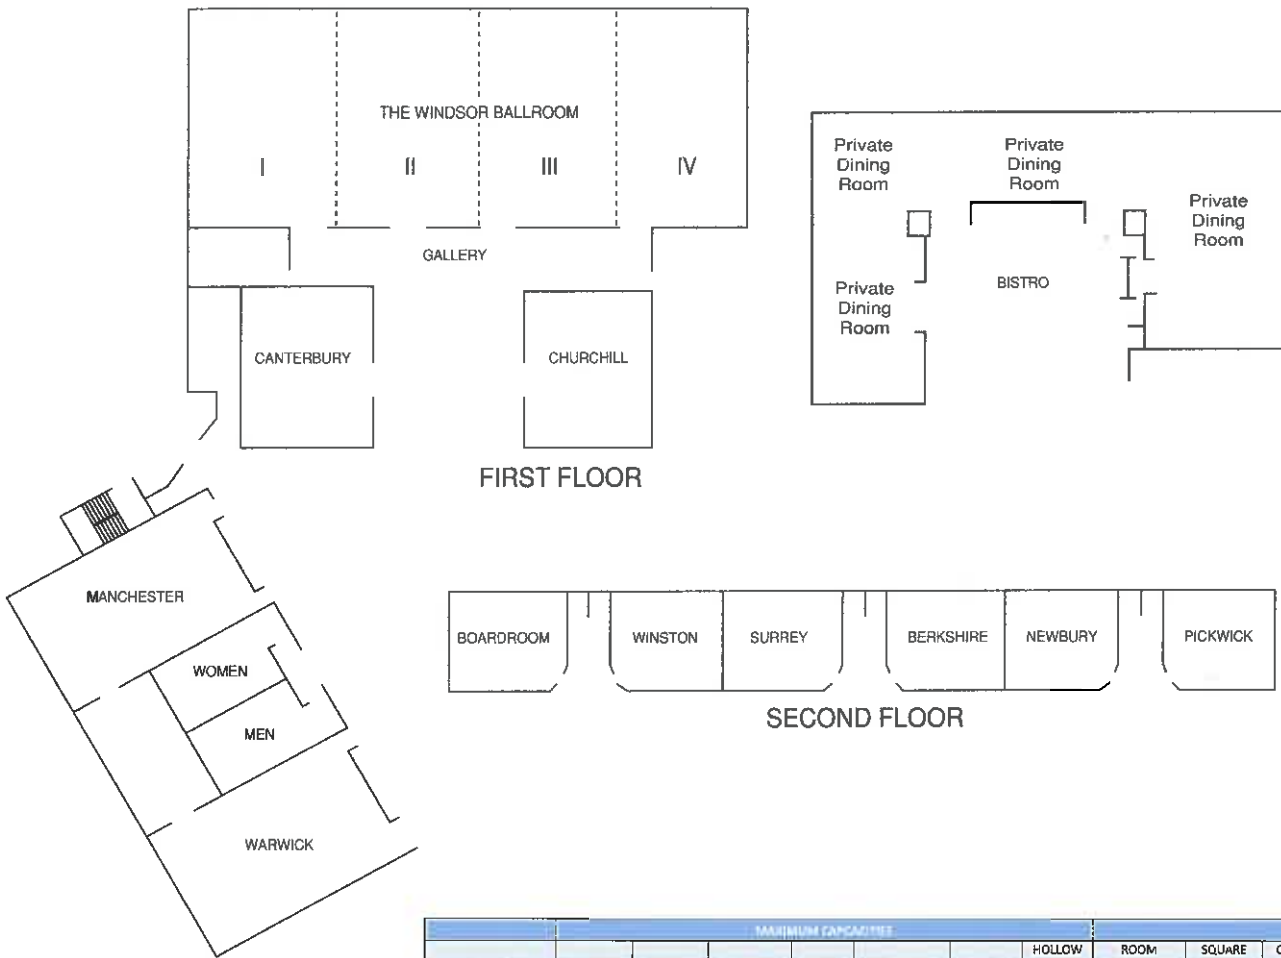 THE WINDSOR BALLROOM
I
II
III
IV
GALLERY
CANTERBURY
CHURCHILL
FIRST FLOOR
Private
Dining
Room
Private
Dining
Room
Private
Dining
Room
Private
Dining
Room
BISTRO
MANCHESTER
WOMEN
MEN
WARWICK
BOARDROOM
WINSTON
SURREY
BERKSHIRE
NEWBURY
PICKWICK
SECOND FLOOR
MAXIMUM CAPCACITIES
HOLLOW
ROOM
SQUARE